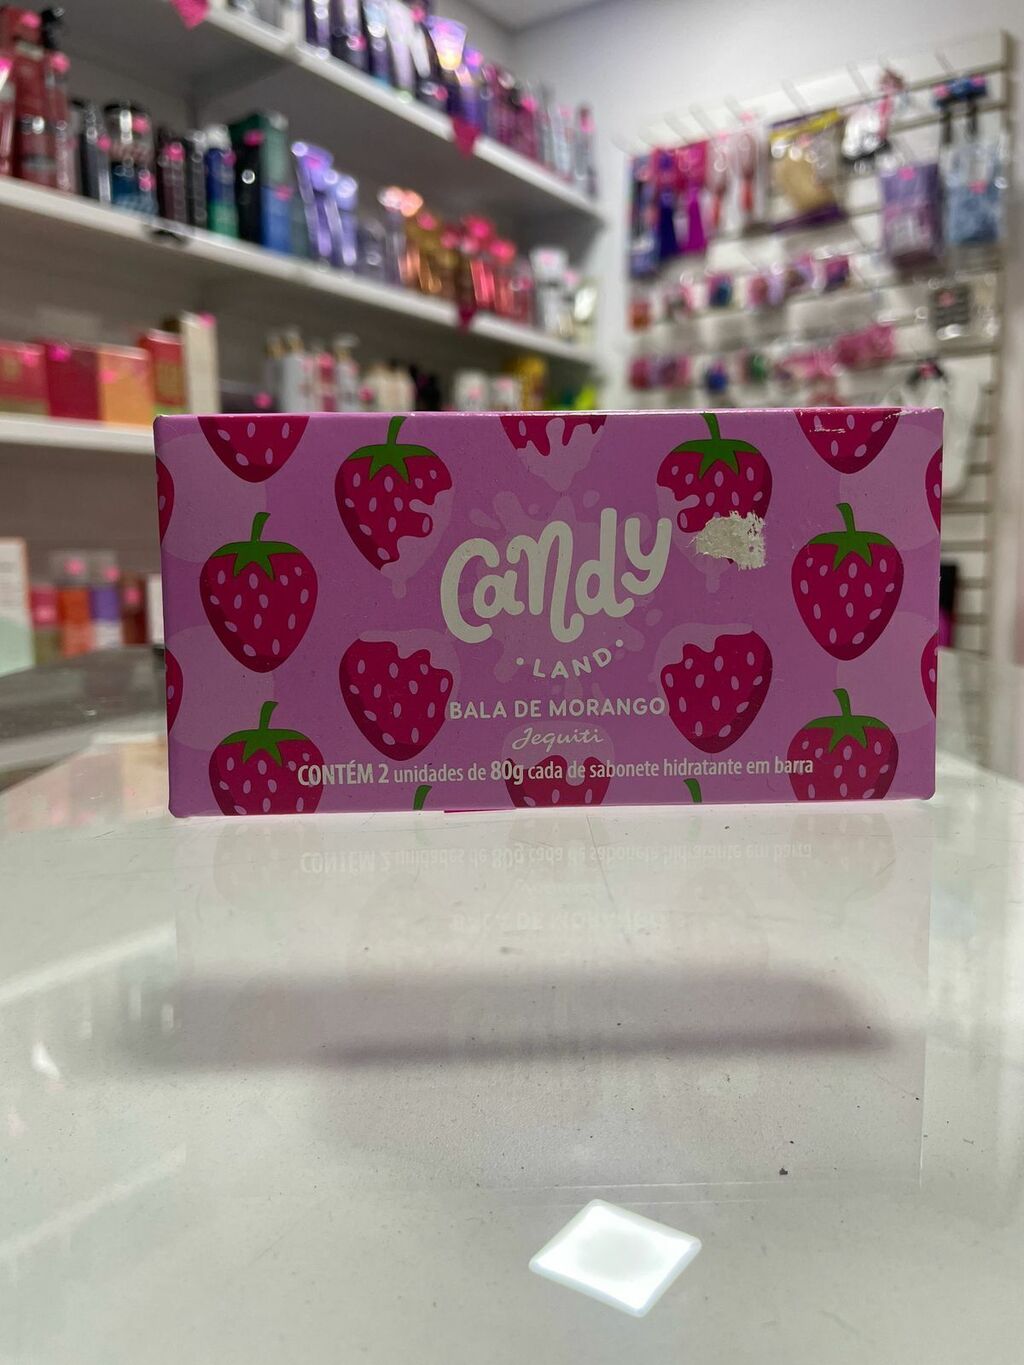 Candy
• LAND •
BALA DE MORANGO
Jequiti
CONTÉM 2 unidades de 80g cada de sabonete hidratante em barra